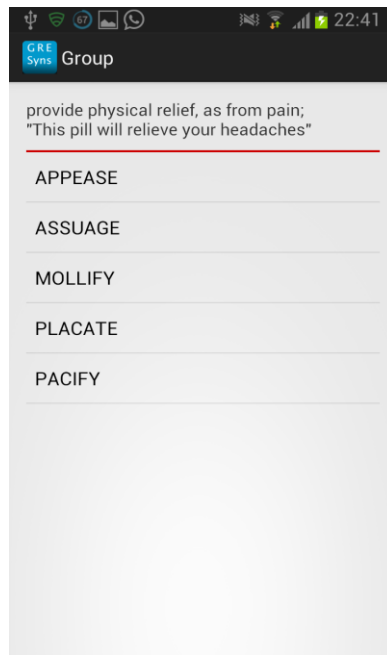 67
22:41
GRE
Syns
Group
provide physical relief, as from pain;
"This pill will relieve your headaches"
APPEASE
ASSUAGE
MOLLIFY
PLACATE
PACIFY